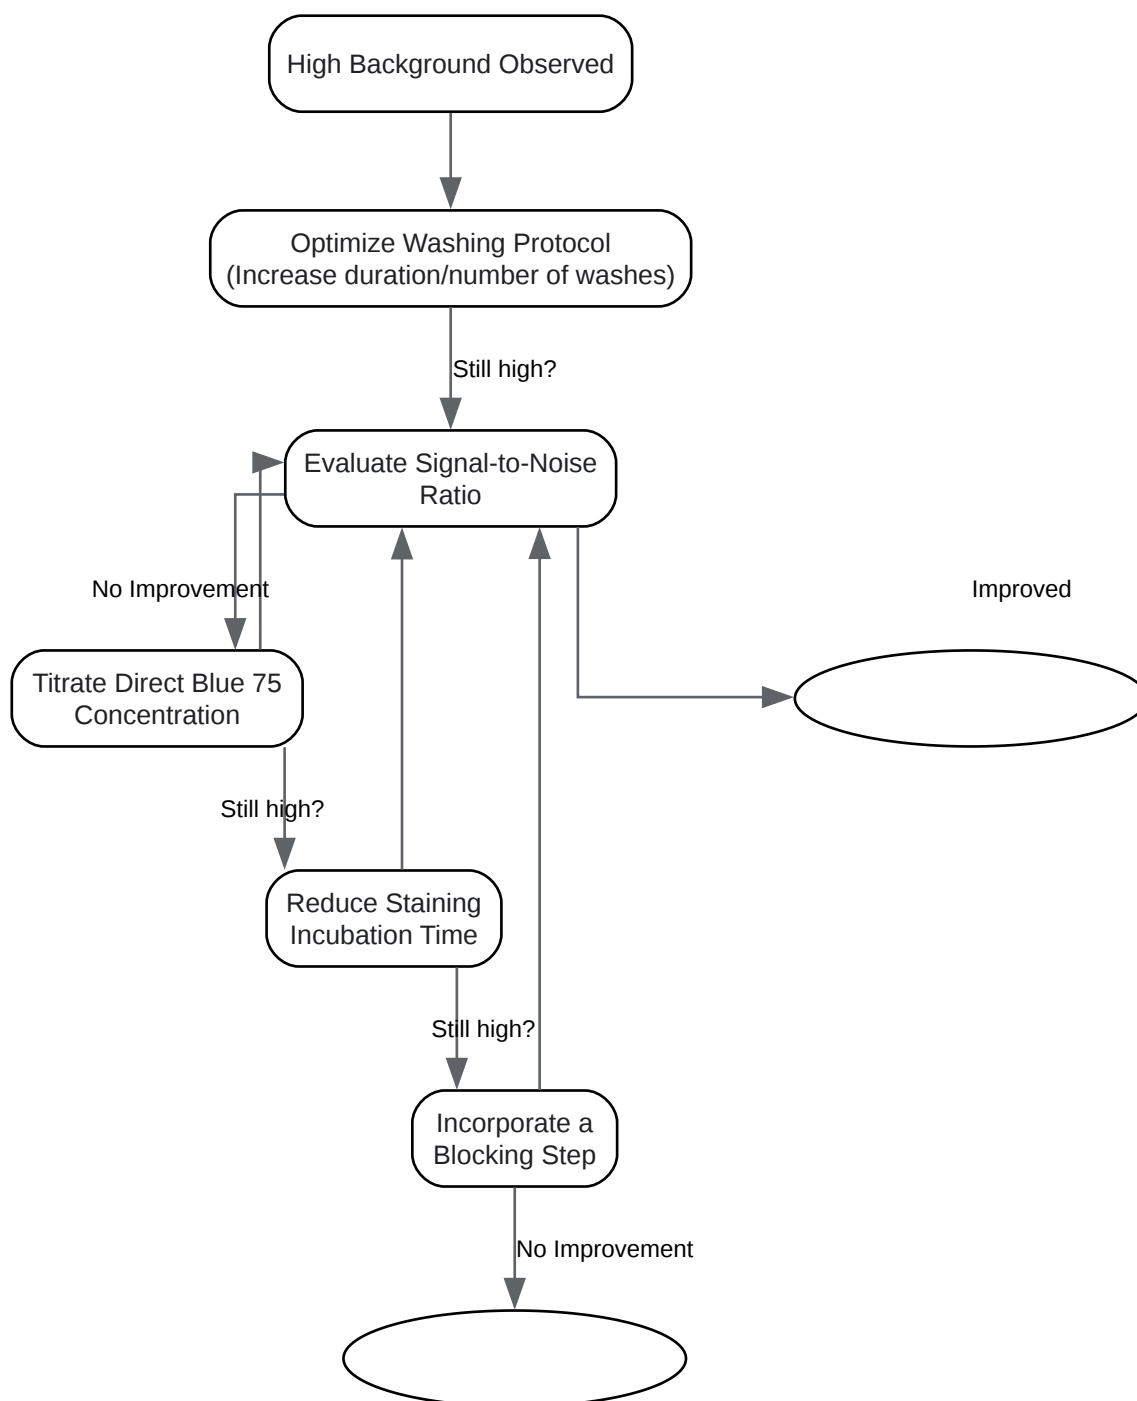 High Background Observed
Optimize Washing Protocol
(Increase duration/number of washes)
Still high?
Evaluate Signal-to-Noise
Ratio
No Improvement
Improved
Titrate Direct Blue 75
Concentration
Still high?
Reduce Staining
Incubation Time
Still high?
Incorporate a
Blocking Step
No Improvement